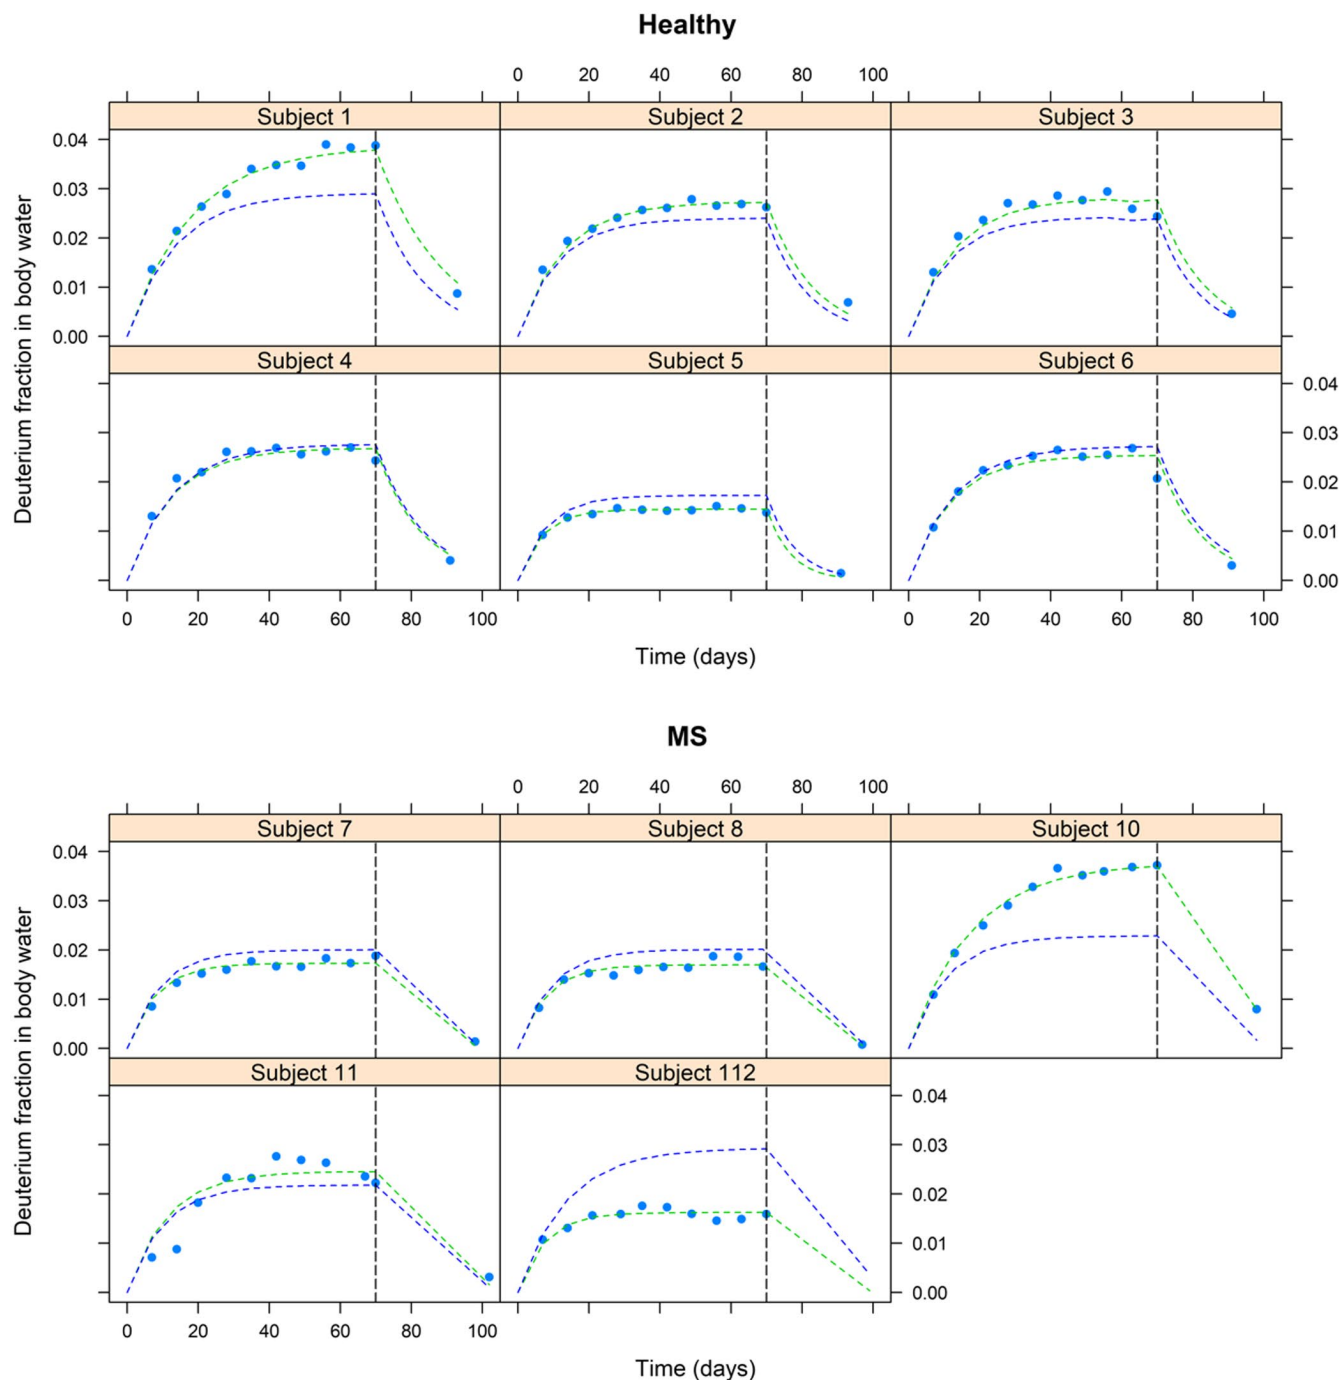 Healthy
0 20 40 60 80 100
Subject 1 Subject 2 Subject 3
0.04
0.03
0.02
0.01
0.00
Deuterium fraction in body water
Subject 4 Subject 5 Subject 6
0.04
0.03
0.02
0.01
0.00
0 20 40 60 80 100 0 20 40 60 80 100
Time (days)
MS
0 20 40 60 80 100
Subject 7 Subject 8 Subject 10
0.04
0.03
0.02
0.01
0.00
Deuterium fraction in body water
Subject 11 Subject 112
0.04
0.03
0.02
0.01
0.00
0 20 40 60 80 100
Time (days)